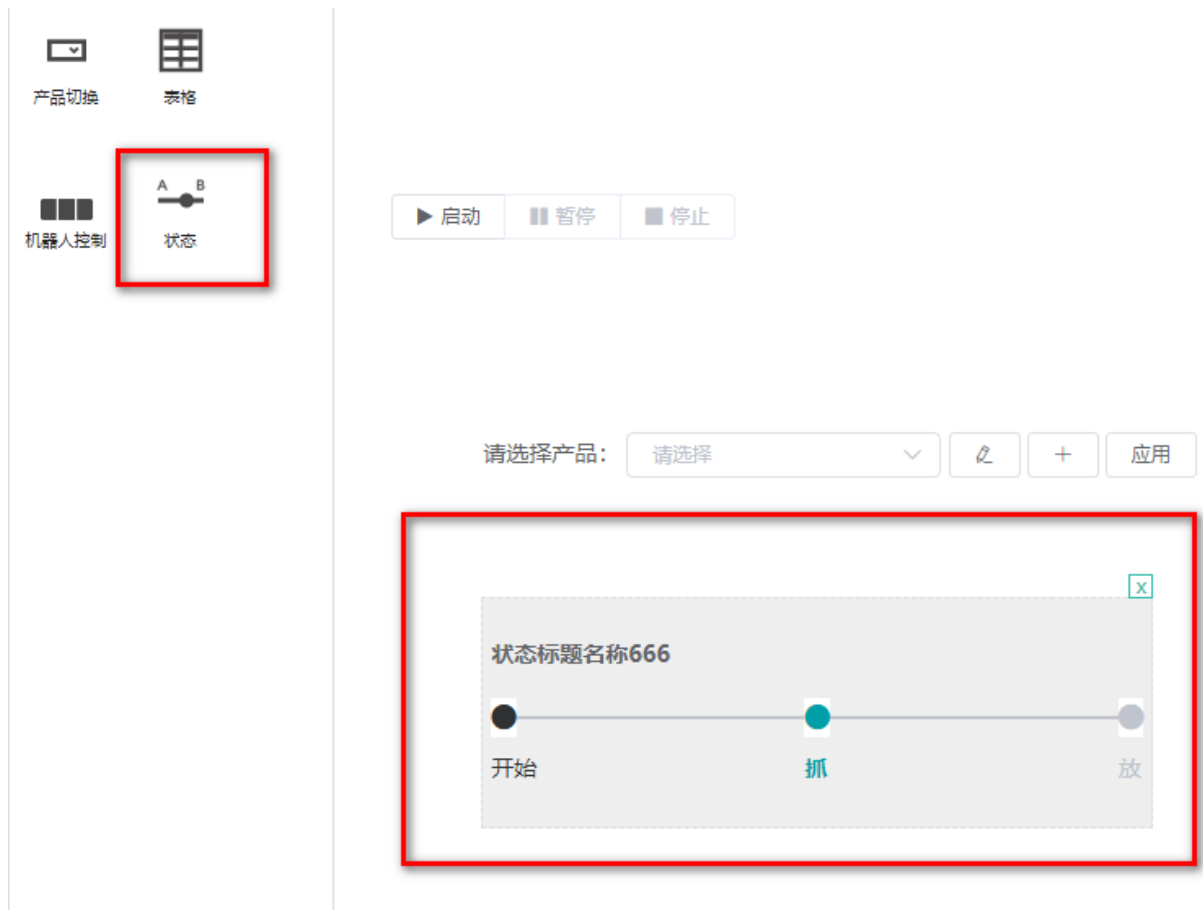 产品切换
表格
A B
机器人控制
状态
启动
暂停
停止
请选择产品:
请选择
应用
x
状态标题名称666
开始
抓
放